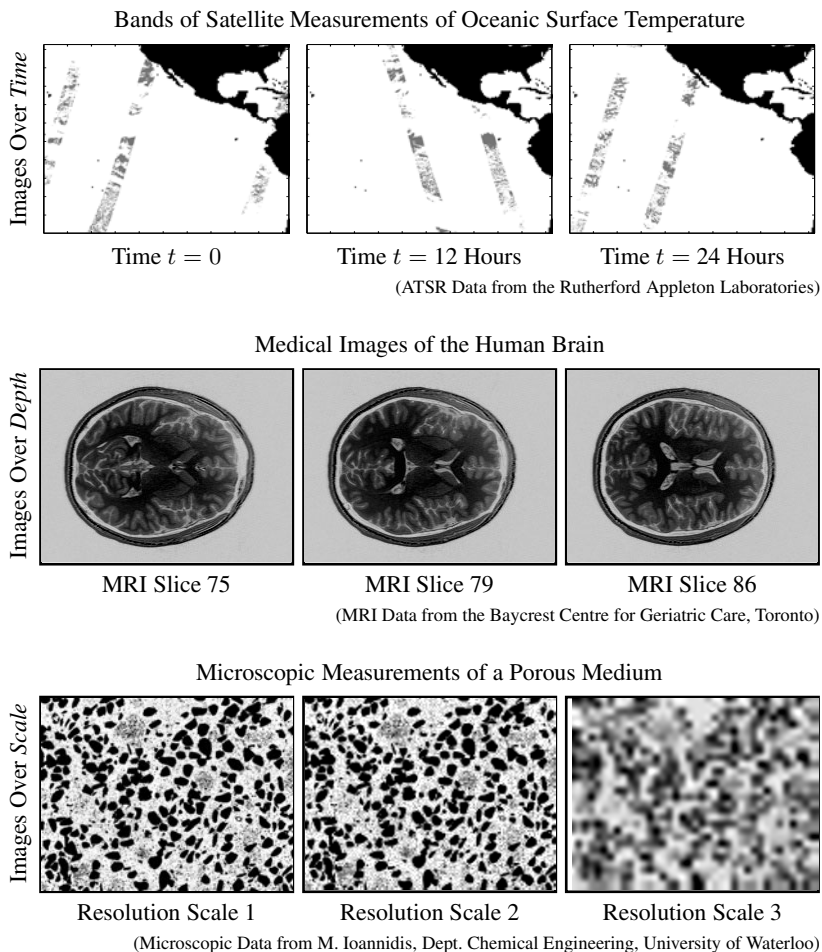 Bands of Satellite Measurements of Oceanic Surface Temperature
Images Over Time
Time t = 0
Time t = 12 Hours
Time t = 24 Hours
(ATSR Data from the Rutherford Appleton Laboratories)
Medical Images of the Human Brain
Images Over Depth
MRI Slice 75
MRI Slice 79
MRI Slice 86
(MRI Data from the Baycrest Centre for Geriatric Care, Toronto)
Microscopic Measurements of a Porous Medium
Images Over Scale
Resolution Scale 1
Resolution Scale 2
Resolution Scale 3
(Microscopic Data from M. Ioannidis, Dept. Chemical Engineering, University of Waterloo)